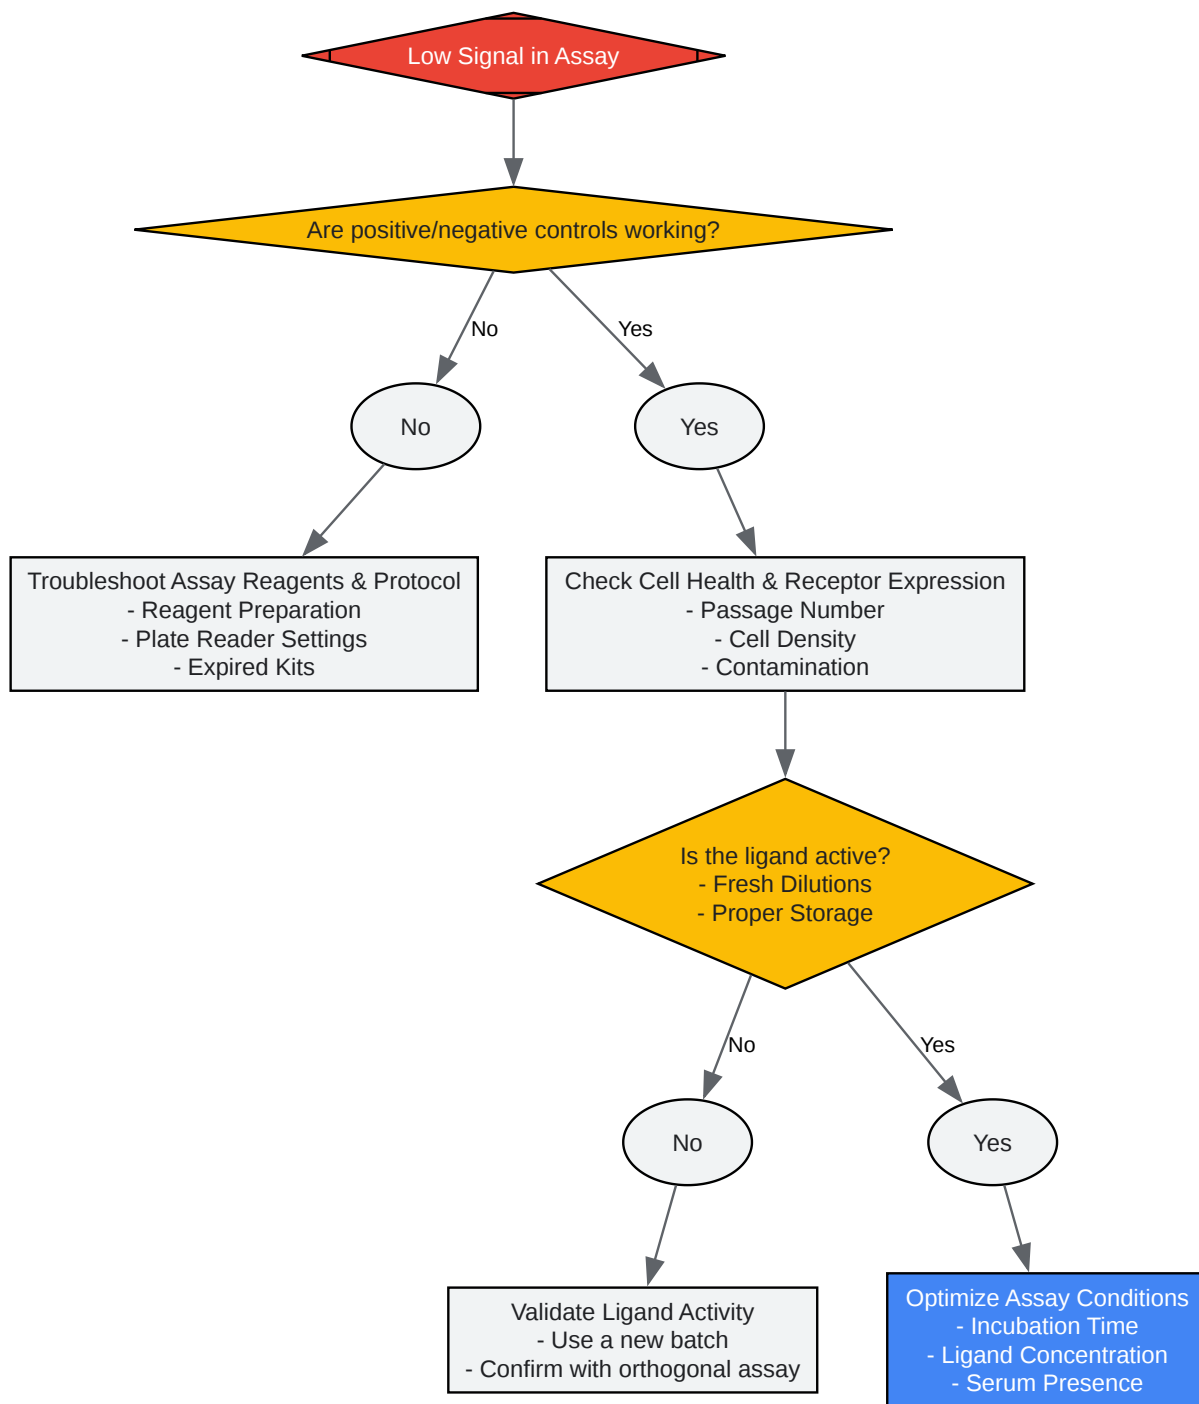 Low Signal in Assay
Are positive/negative controls working?
No
Yes
No
Yes
Troubleshoot Assay Reagents & Protocol
- Reagent Preparation
- Plate Reader Settings
- Expired Kits
Check Cell Health & Receptor Expression
- Passage Number
- Cell Density
- Contamination
Is the ligand active?
- Fresh Dilutions
- Proper Storage
No
Yes
No
Yes
Validate Ligand Activity
- Use a new batch
- Confirm with orthogonal assay
Optimize Assay Conditions
- Incubation Time
- Ligand Concentration
- Serum Presence